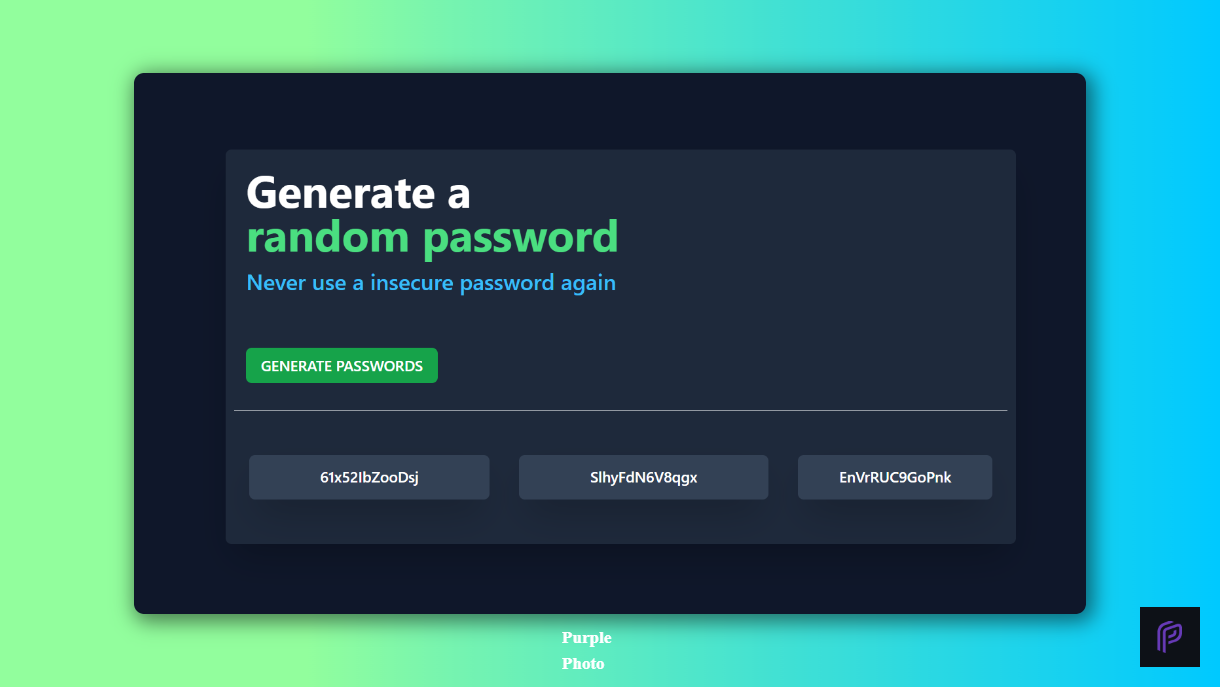 Generate a
random password
Never use a insecure password again
GENERATE PASSWORDS
61x52IbZooDsj
SlhyFdN6V8qgx
EnVrRUC9GoPnk
Purple
Photo